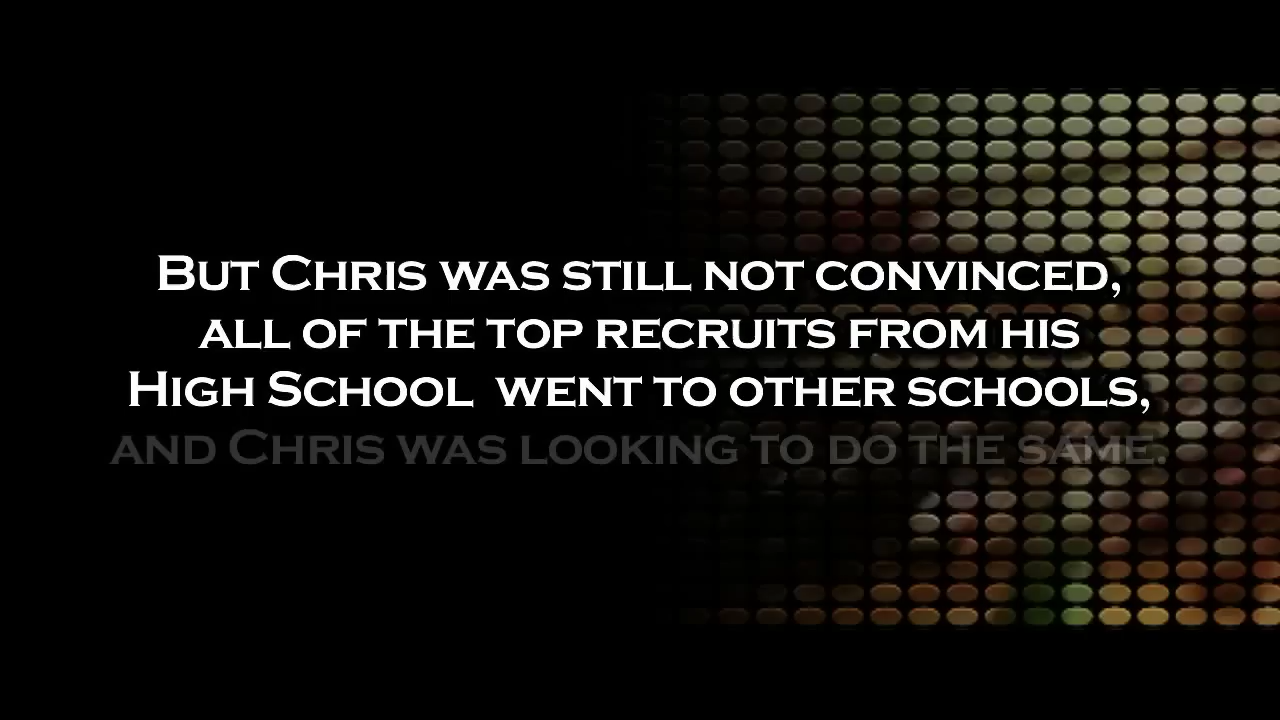 But Chris was still not convinced,
all of the top recruits from his
High School  went to other schools,
and Chris was looking to do the same.